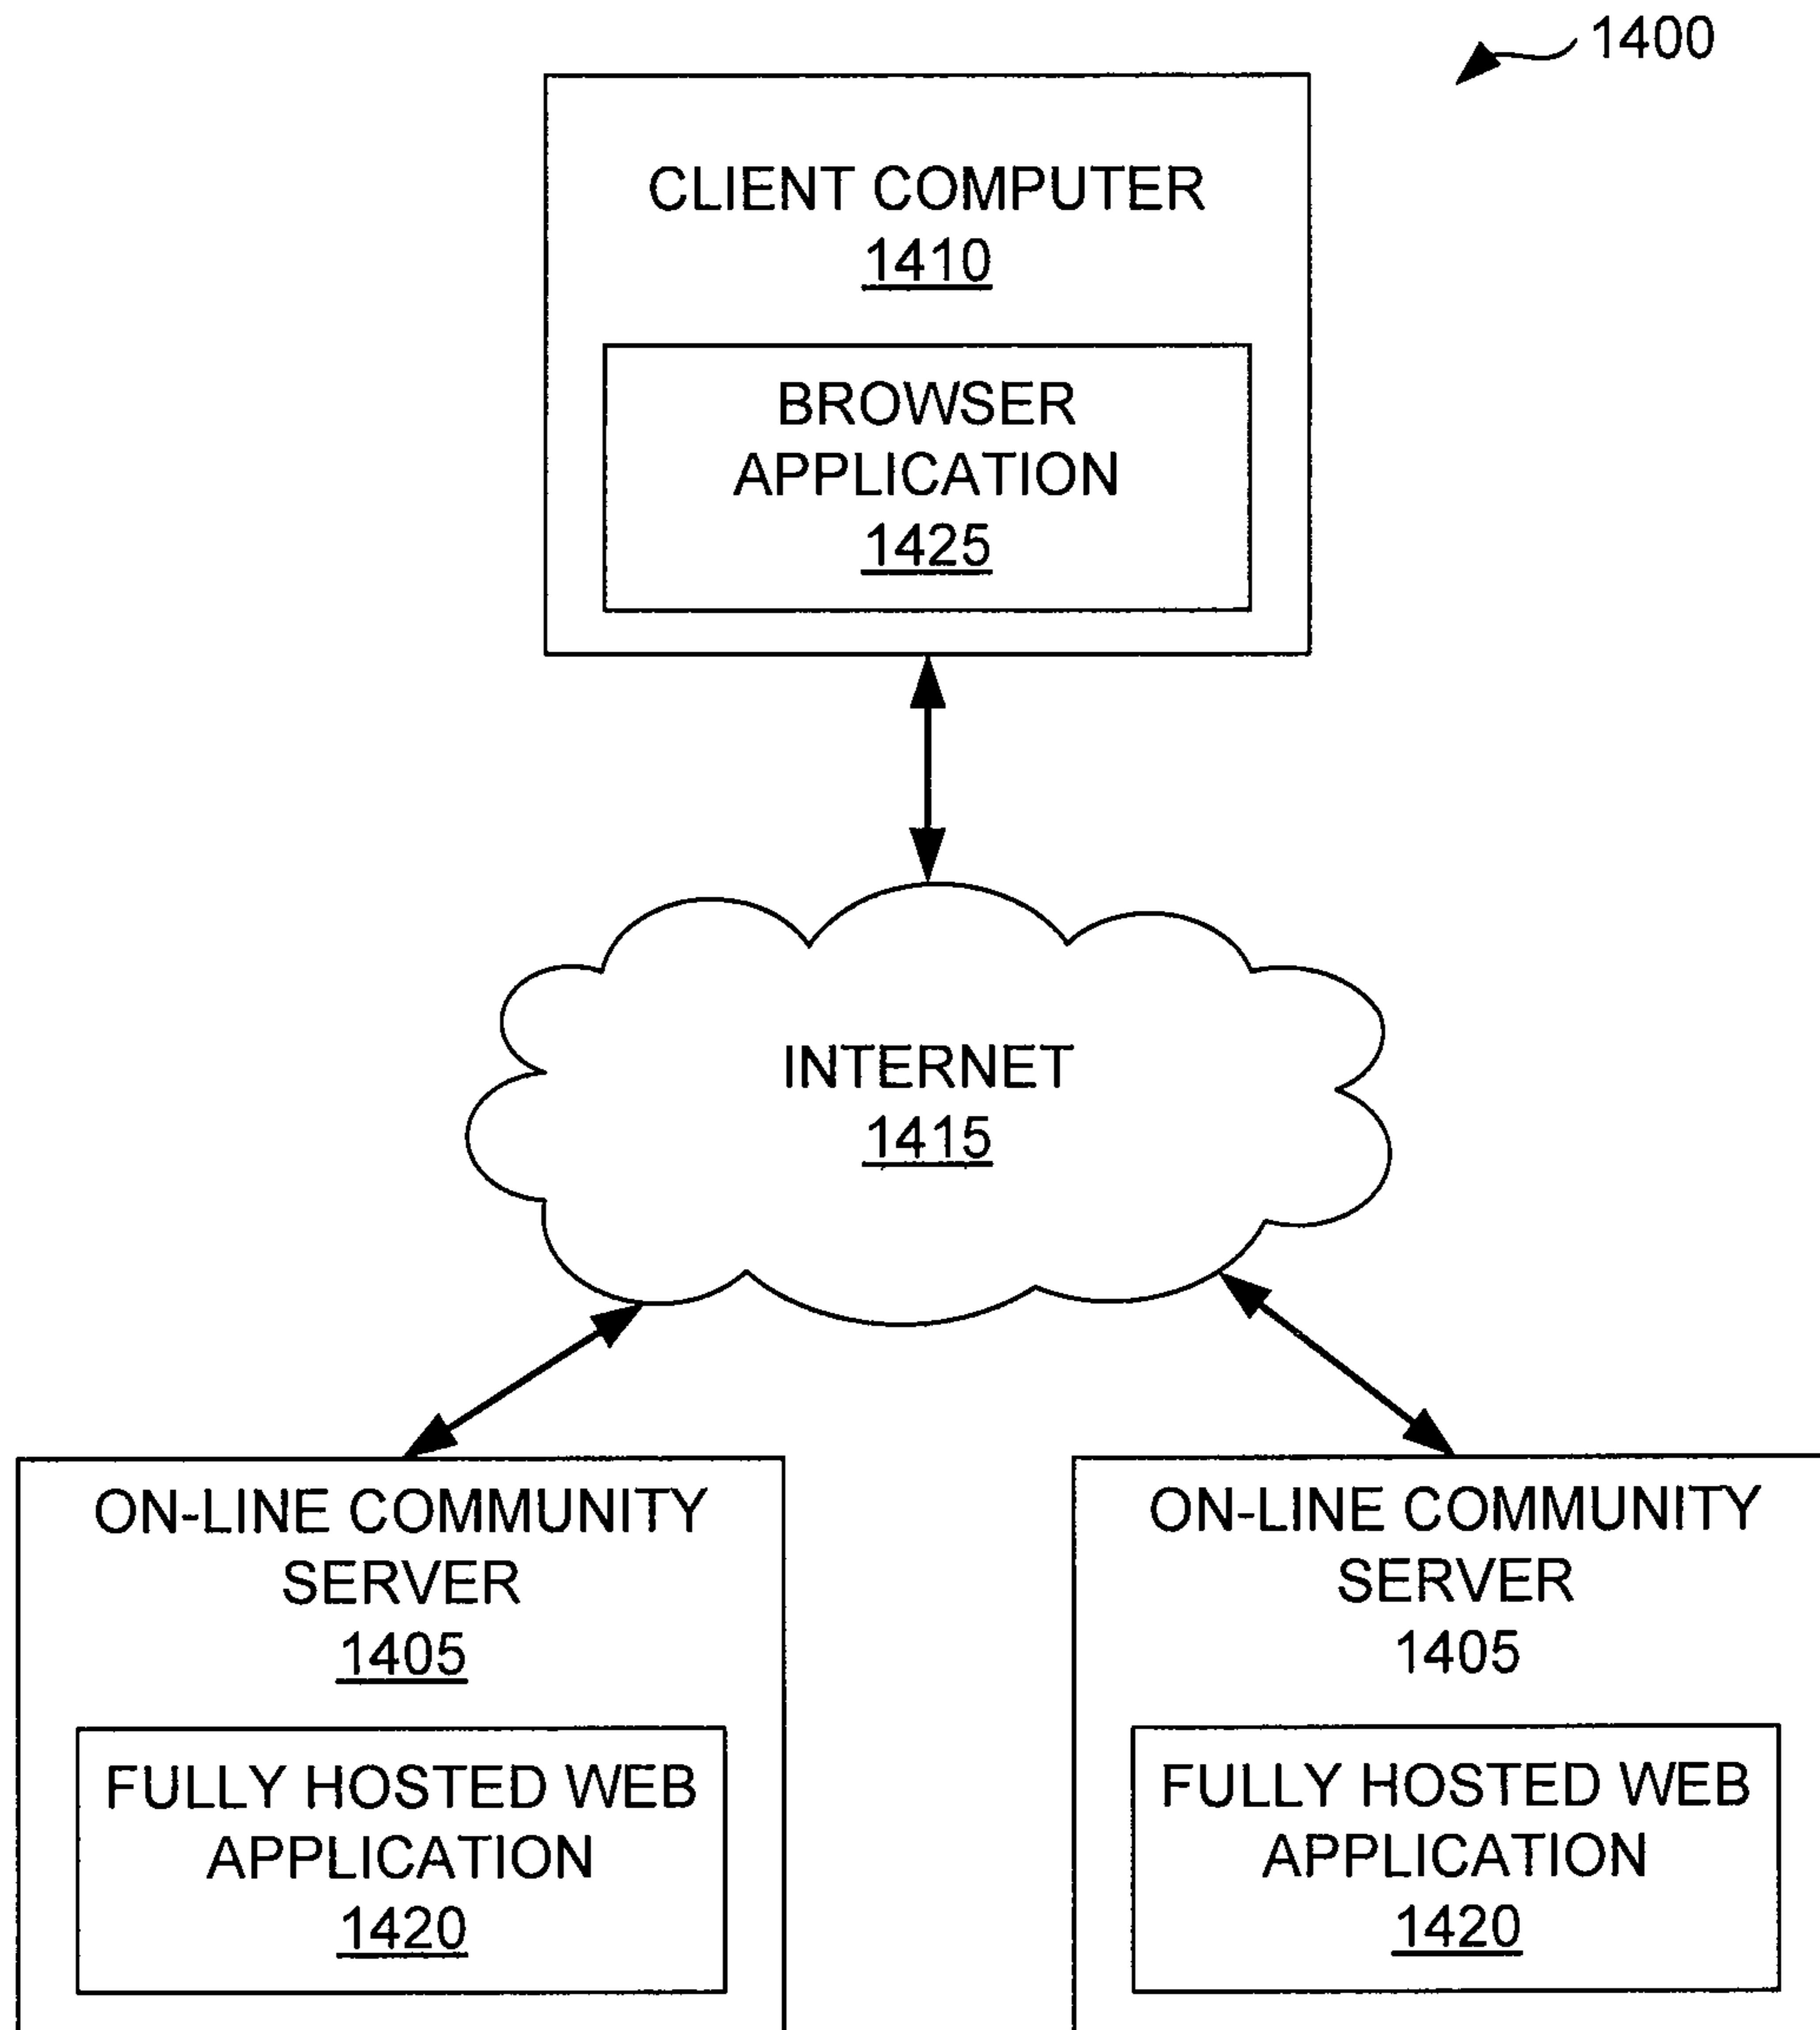 1400
CLIENT COMPUTER
1410
BROWSER
APPLICATION
1425
INTERNET
1415
ON-LINE COMMUNITY
SERVER
1405
FULLY HOSTED WEB
APPLICATION
1420
ON-LINE COMMUNITY
SERVER
1405
FULLY HOSTED WEB
APPLICATION
1420